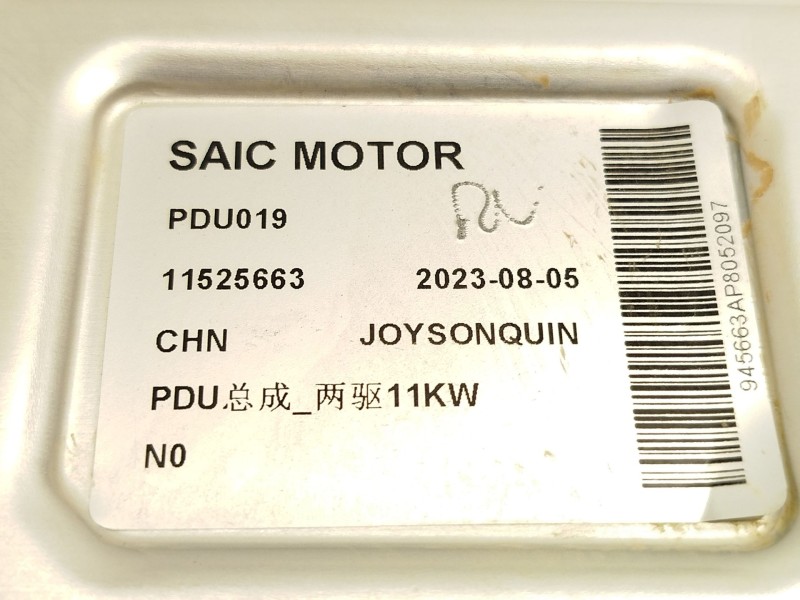 SAIC MOTOR
PDU019
11525663 2023-08-05
CHN JOYSONQUIN
PDU总成_两驱11KW
N0
945663AP8052097